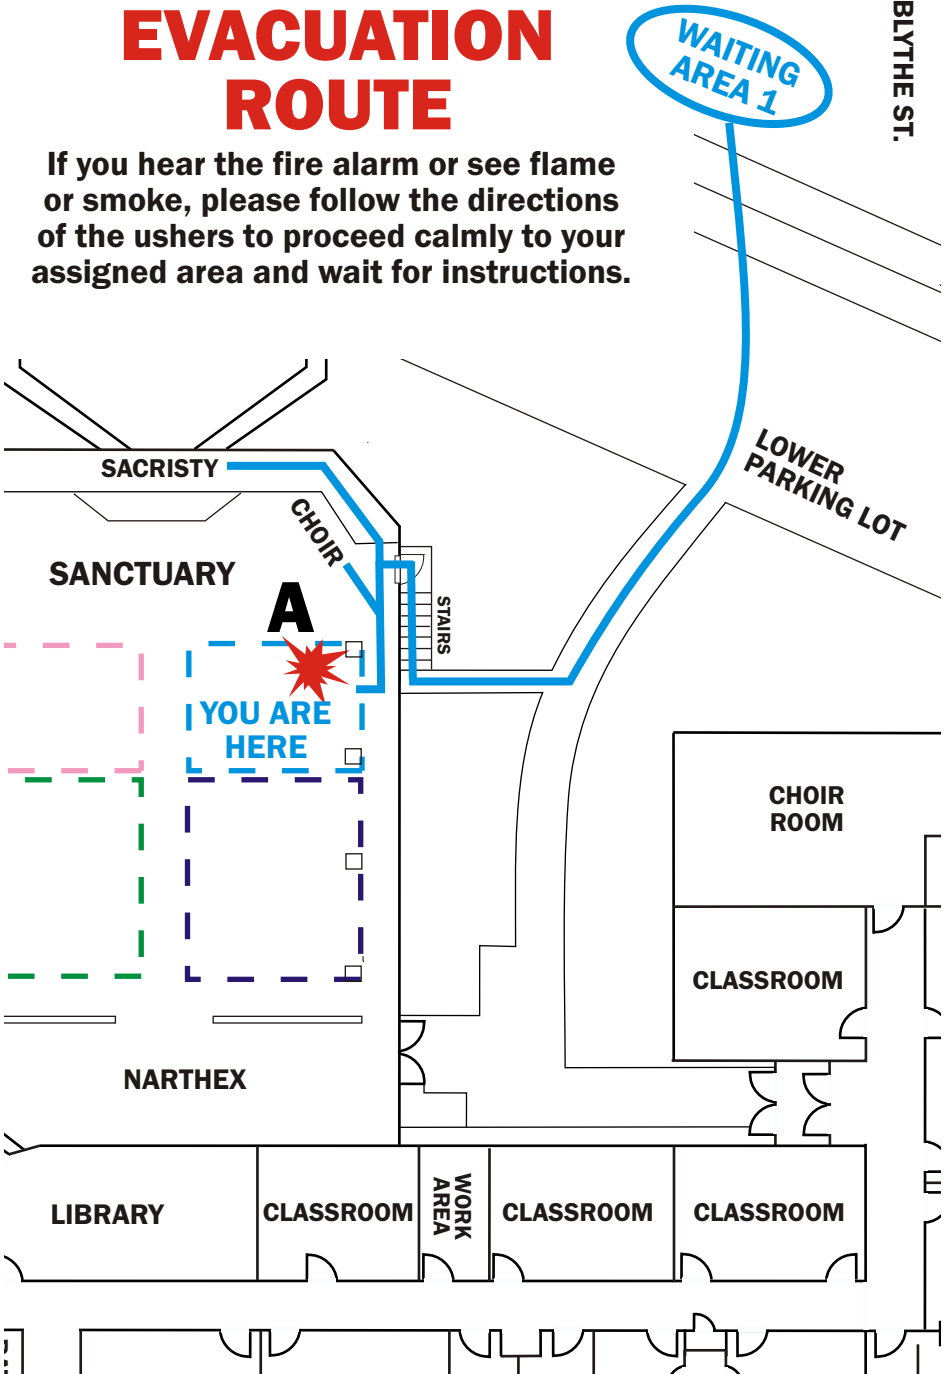 EVACUATION
ROUTE
If you hear the fire alarm or see flame
or smoke, please follow the directions
of the ushers to proceed calmly to your
assigned area and wait for instructions.
WAITING
AREA 1
BLYTHE ST.
LOWER
PARKING LOT
SACRISTY
CHOIR
SANCTUARY
A
STAIRS
YOU ARE
HERE
CHOIR
ROOM
CLASSROOM
NARTHEX
LIBRARY
CLASSROOM
WORK
AREA
CLASSROOM
CLASSROOM